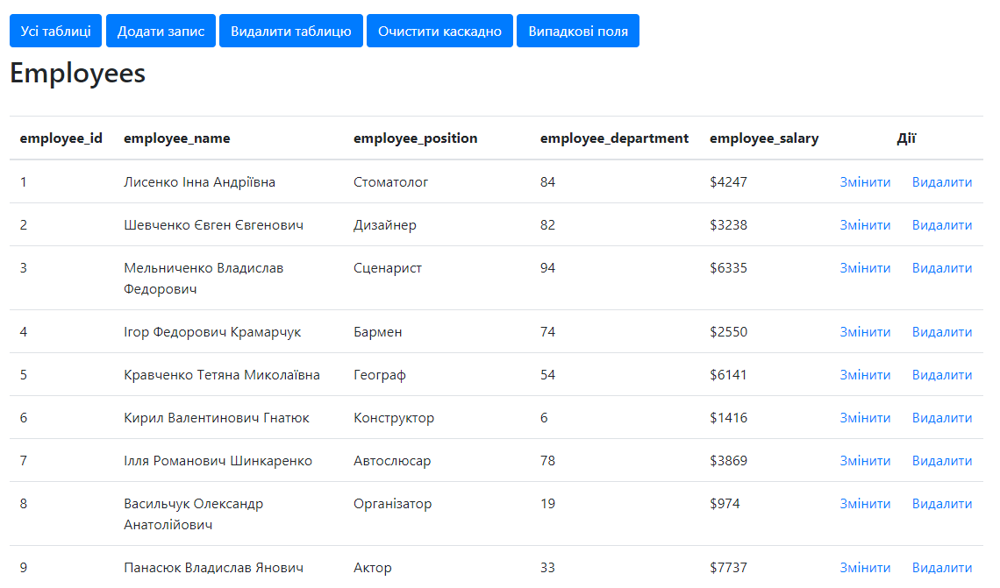 Усі таблиці Додати запис Видалити таблицю Очистити каскадно Випадкові поля
Employees
employee_id employee_name employee_position employee_department employee_salary Дії
1 Лисенко Інна Андріївна Стоматолог 84 $4247 Змінити Видалити
2 Шевченко Євген Євгенович Дизайнер 82 $3238 Змінити Видалити
3 Мельниченко Владислав Сценарист 94 $6335 Змінити Видалити
Федорович
4 Ігор Федорович Крамарчук Бармен 74 $2550 Змінити Видалити
5 Кравченко Тетяна Миколаївна Географ 54 $6141 Змінити Видалити
6 Кирил Валентинович Гнатюк Конструктор 6 $1416 Змінити Видалити
7 Ілля Романович Шинкаренко Автослюсар 78 $3869 Змінити Видалити
8 Васильчук Олександр Організатор 19 $974 Змінити Видалити
Анатолійович
9 Панасюк Владислав Янович Актор 33 $7737 Змінити Видалити